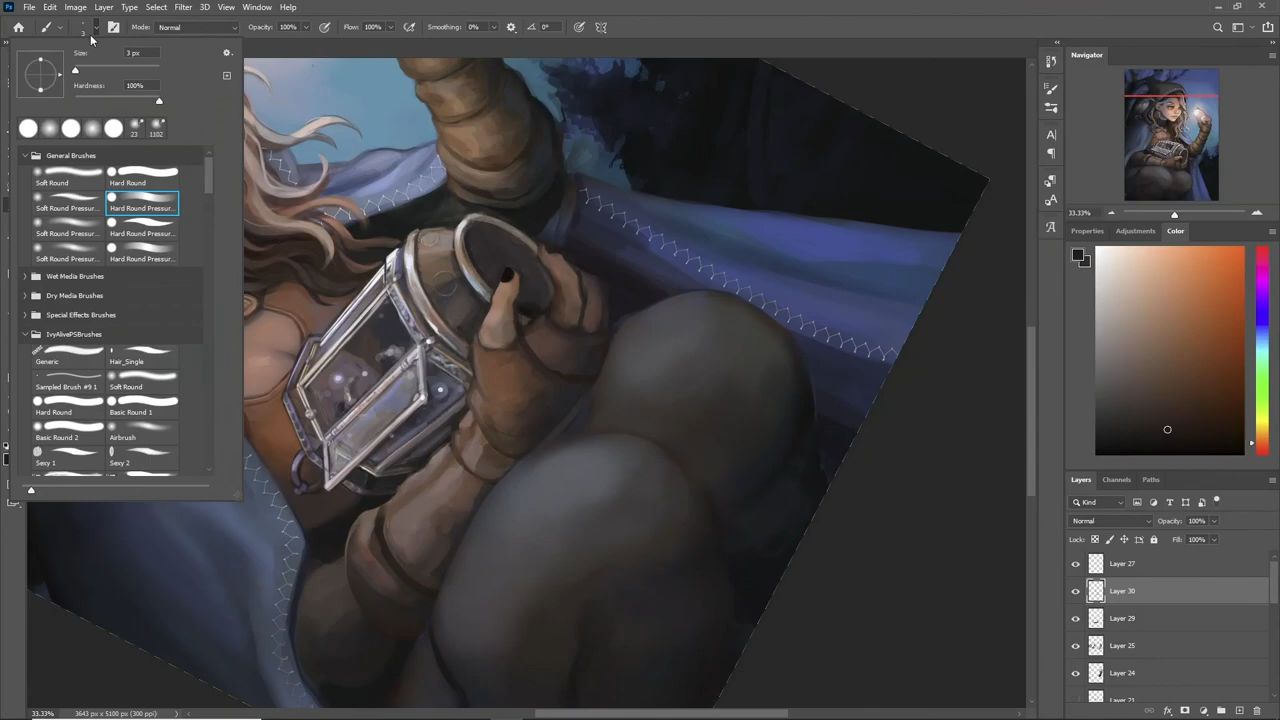 Ps File Edit Image Layer Type Select Filter 3D View Window Help
3 Mode: Normal Opacity: 100% Flow: 100% Smoothing: 0% 0°
Size: 3 px
Hardness: 100%
23 1102
General Brushes
Soft Round Hard Round
Soft Round Pressur... Hard Round Pressur...
Soft Round Pressur... Hard Round Pressur...
Soft Round Pressur... Hard Round Pressur...
Wet Media Brushes
Dry Media Brushes
Special Effects Brushes
IvyAlivePSBrushes
Generic Hair_Single
Sampled Brush #9 1 Soft Round
Hard Round Basic Round 1
Basic Round 2 Airbrush
Sexy 1 Sexy 2
Navigator
33.33%
Properties Adjustments Color
Layers Channels Paths
Kind
Normal Opacity: 100%
Lock: Fill: 100%
Layer 27
Layer 30
Layer 29
Layer 25
Layer 24
Layer 21
33.33% 3643 px x 5100 px (300 ppi)